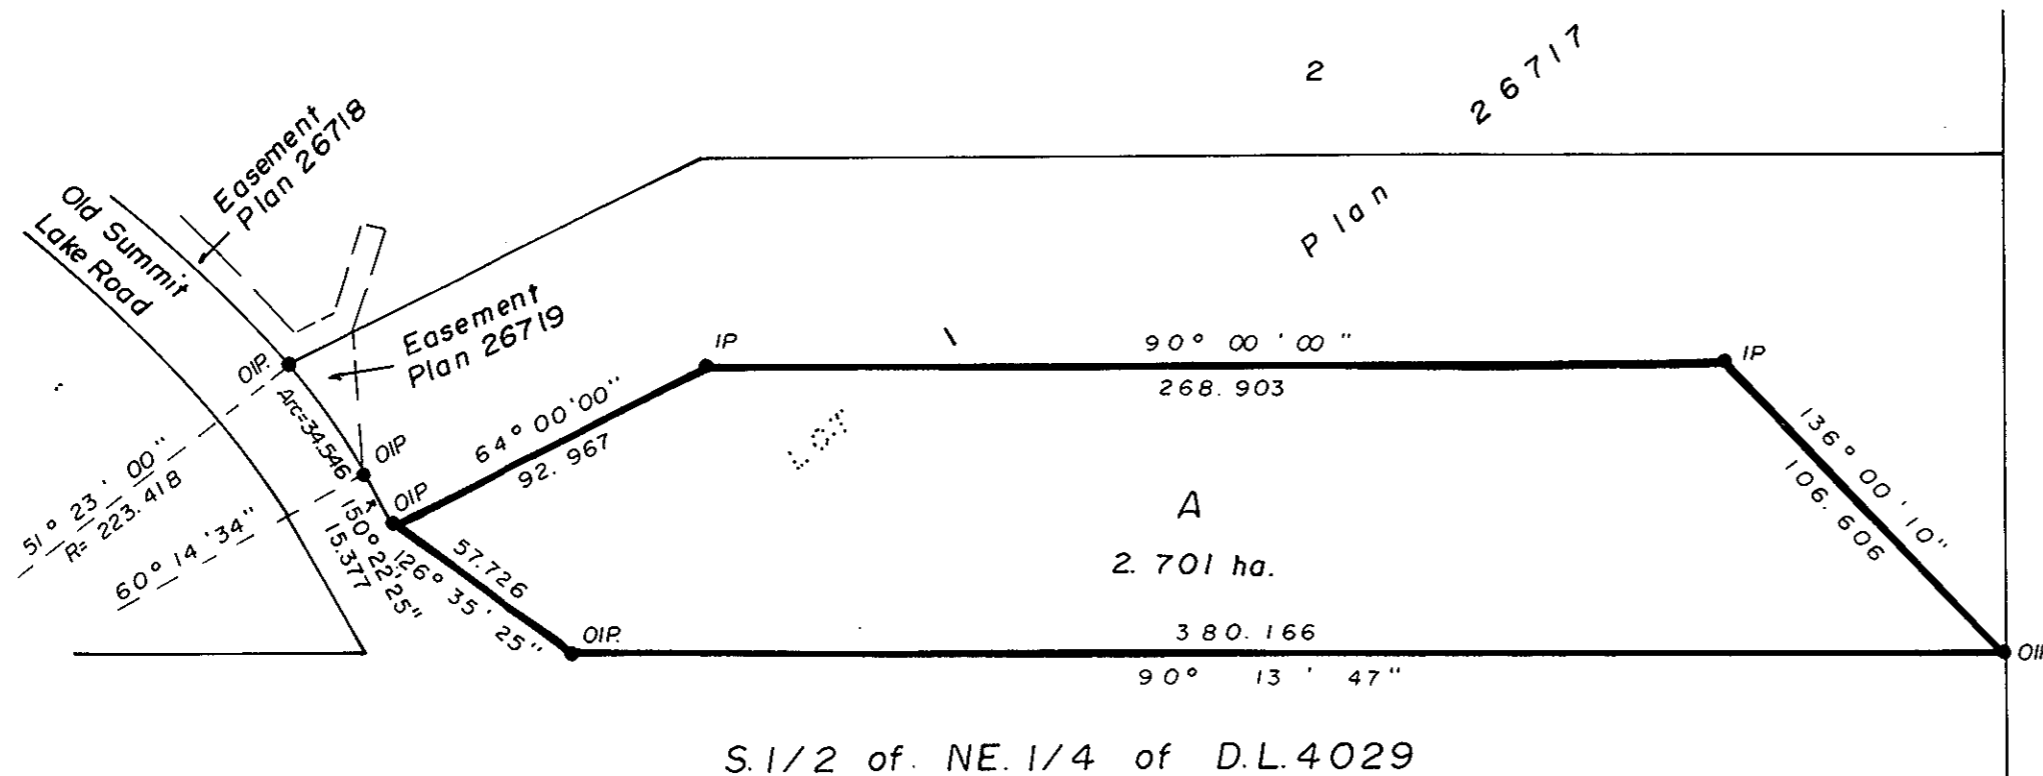 2
26717
Plan
Easement
Plan 26718
Old Summit
Lake Road
Easement
Plan 26719
OIP.
Arc=34.546
OIP
OIP
51° 23' 00"
R= 223.418
60° 14' 34"
150° 22' 25"
15.377
64° 00' 00"
92.967
IP
1
90° 00' 00"
268.903
IP
136° 00' 10"
106.606
LOT
A
2.701 ha.
57.726
126° 35' 25"
OIP.
380.166
90° 13' 47"
S.1/2 of NE.1/4 of D.L.4029